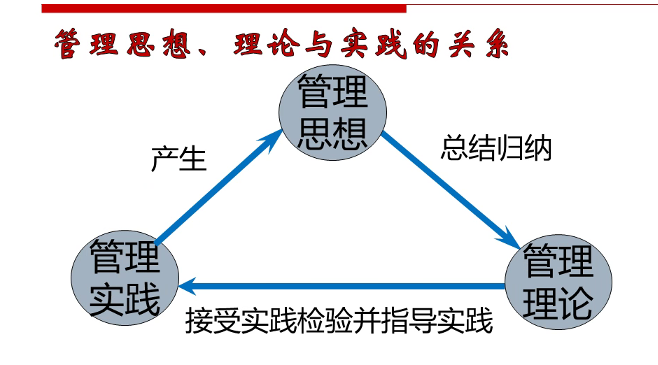 管理思想、理论与实践的关系
管理
思想
产生
总结归纳
管理
实践
管理
理论
接受实践检验并指导实践